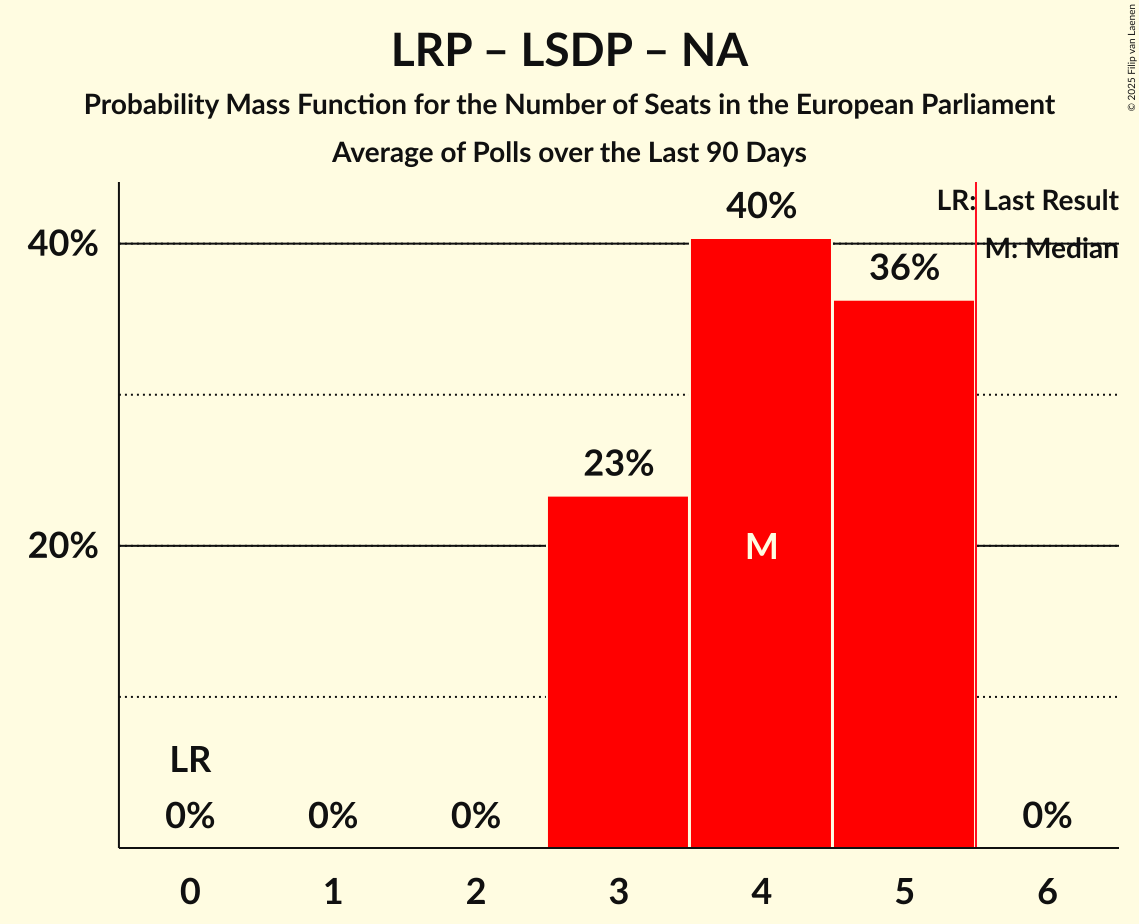 LRP – LSDP – NA
Probability Mass Function for the Number of Seats in the European Parliament
Average of Polls over the Last 90 Days
© 2025 Filip van Laenen
LR: Last Result
M: Median
40%
20%
40%
36%
23%
M
LR
0%
0%
0%
0%
0
1
2
3
4
5
6